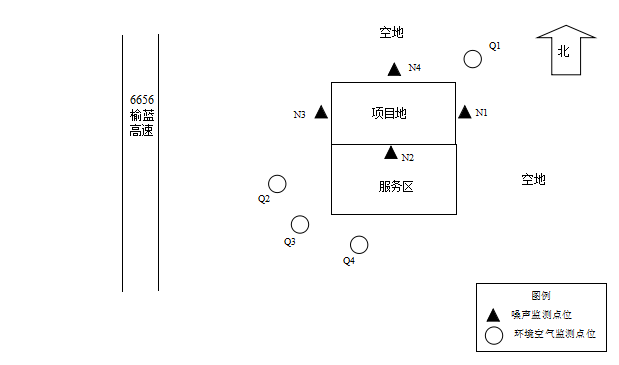 空地
Q1
北
N4
6656
榆蓝
高速
N3
项目地
N1
N2
服务区
空地
Q2
Q3
Q4
图例
噪声监测点位
环境空气监测点位